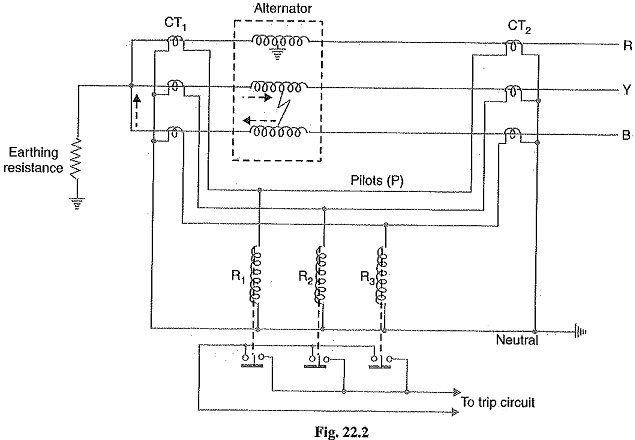 Alternator
CT1
CT2
R
Y
B
Earthing
resistance
Pilots (P)
R1
R2
R3
Neutral
To trip circuit
Fig. 22.2